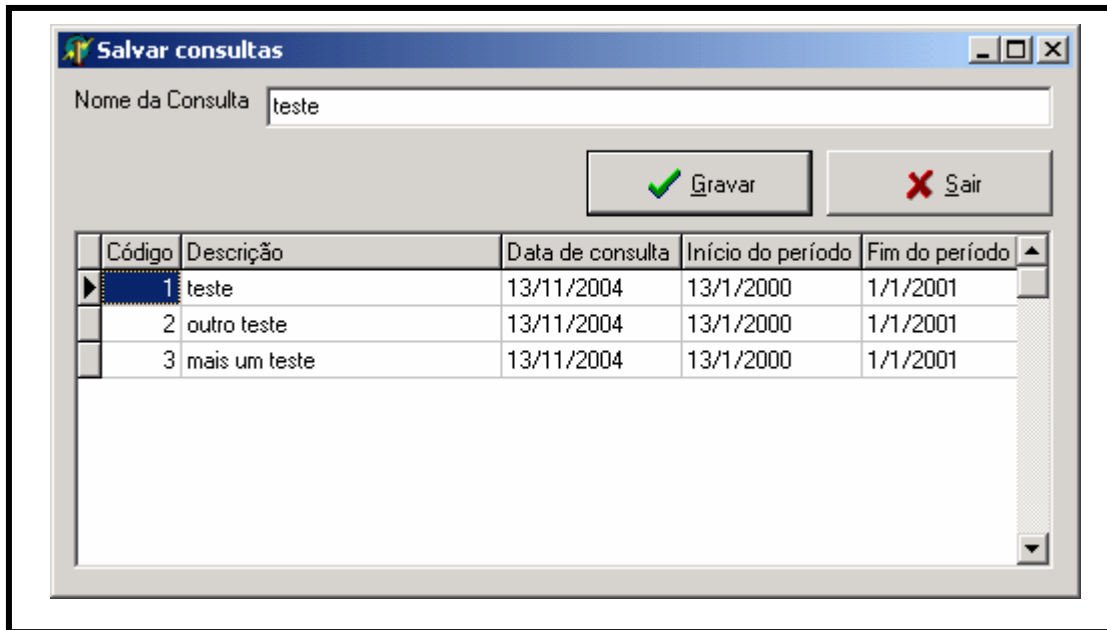 Salvar consultas
Nome da Consulta teste
Gravar Sair
Código Descrição Data de consulta Início do período Fim do período
1 teste 13/11/2004 13/1/2000 1/1/2001
2 outro teste 13/11/2004 13/1/2000 1/1/2001
3 mais um teste 13/11/2004 13/1/2000 1/1/2001